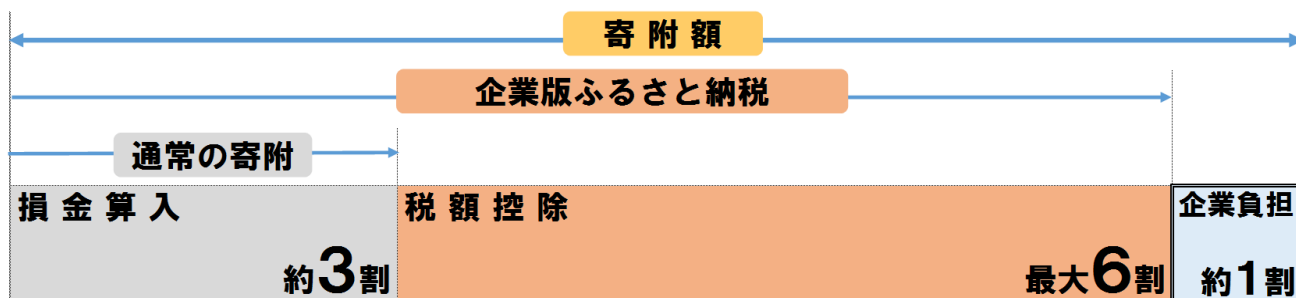 寄附額
企業版ふるさと納税
通常の寄附
損金算入
約3割
税額控除
最大6割
企業負担
約1割